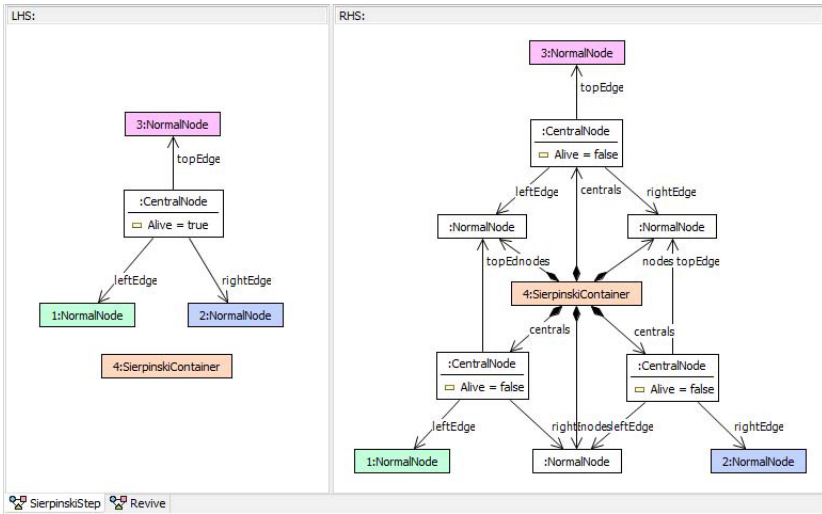 LHS:
3:NormalNode
topEdge
:CentralNode
Alive = true
leftEdge
rightEdge
1:NormalNode
2:NormalNode
4:SierpinskiContainer
RHS:
3:NormalNode
topEdge
:CentralNode
Alive = false
leftEdge
centrals
rightEdge
:NormalNode
:NormalNode
topEdnodes
nodes topEdge
4:SierpinskiContainer
centrals
centrals
:CentralNode
Alive = false
:CentralNode
Alive = false
leftEdge
rightEnodesleftEdge
rightEdge
1:NormalNode
:NormalNode
2:NormalNode
SierpinskiStep
Revive